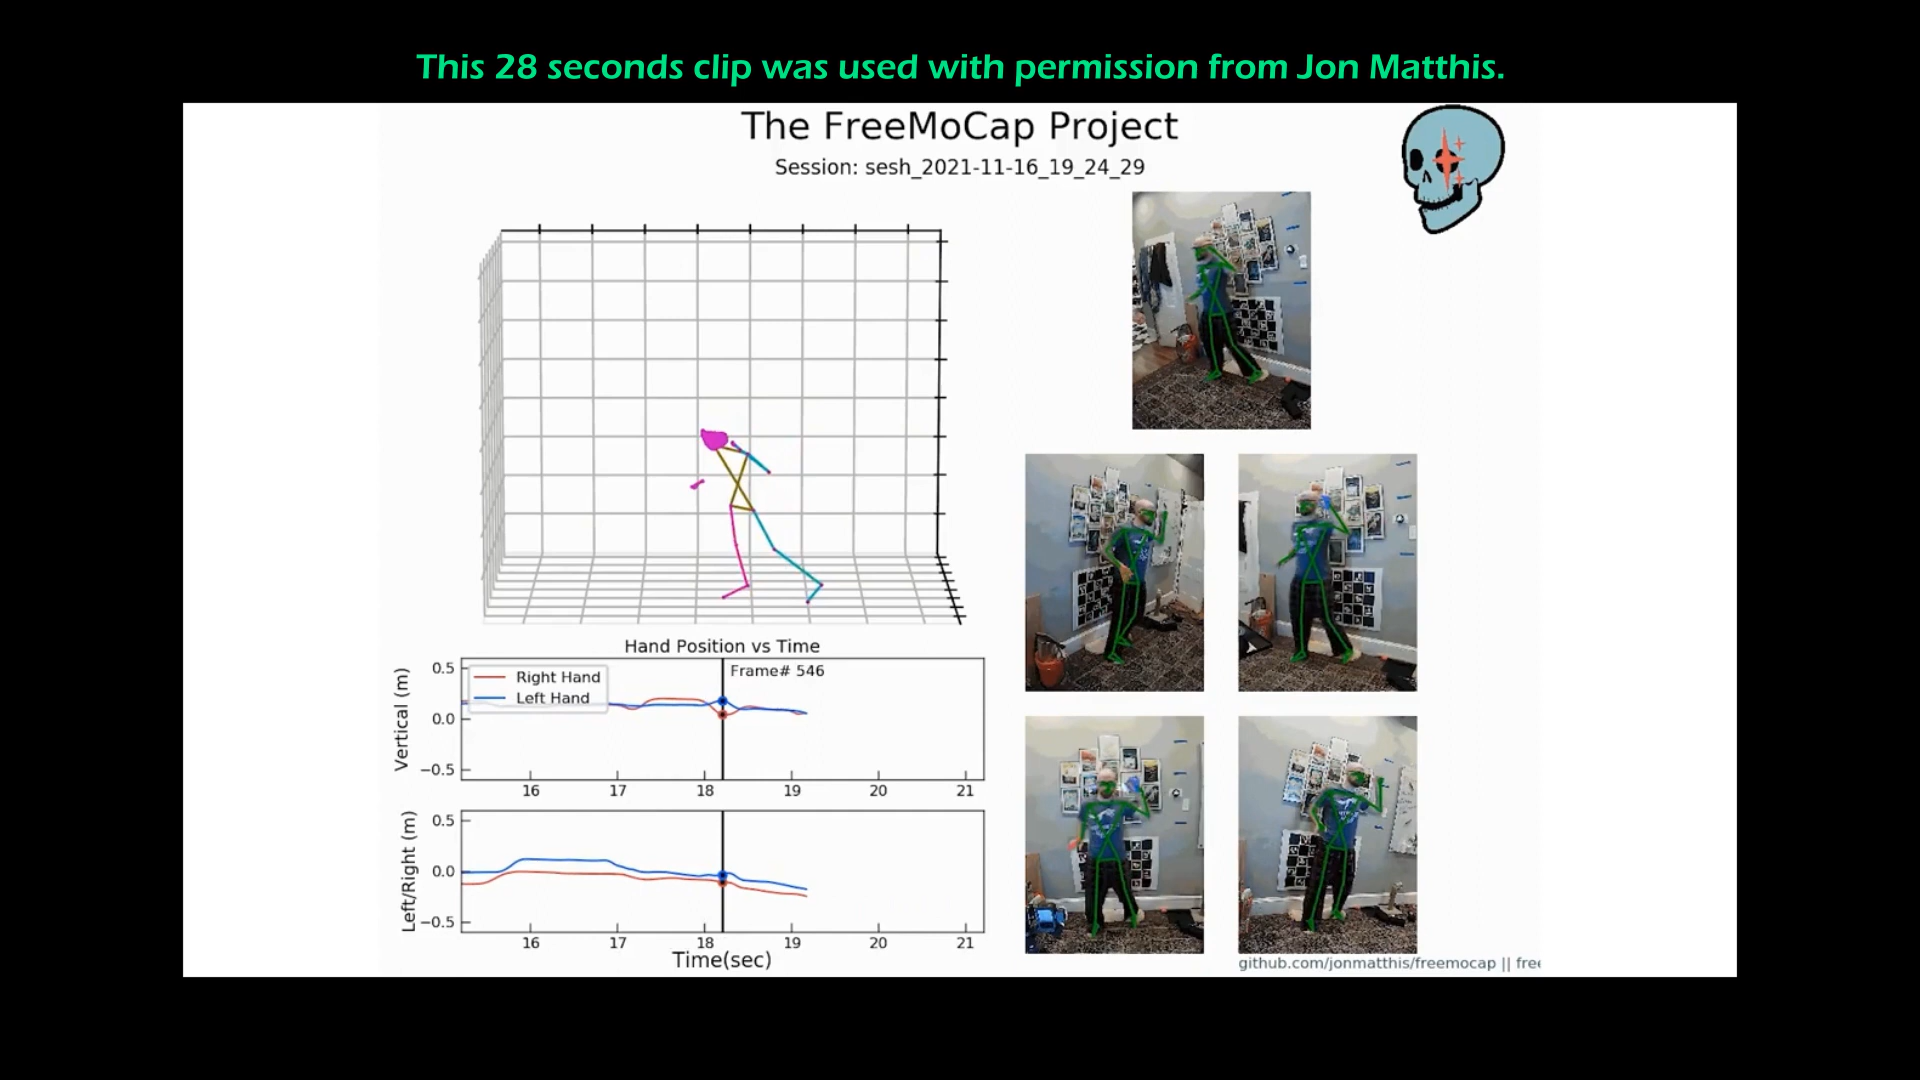 This 28 seconds clip was used with permission from Jon Matthis.
The FreeMoCap Project
Session: sesh_2021-11-16_19_24_29
Hand Position vs Time
Vertical (m)
0.5
0.0
−0.5
Right Hand
Left Hand
Frame# 546
16 17 18 19 20 21
Left/Right (m)
0.5
0.0
−0.5
16 17 18 19 20 21
Time(sec)
github.com/jonmatthis/freemocap || free